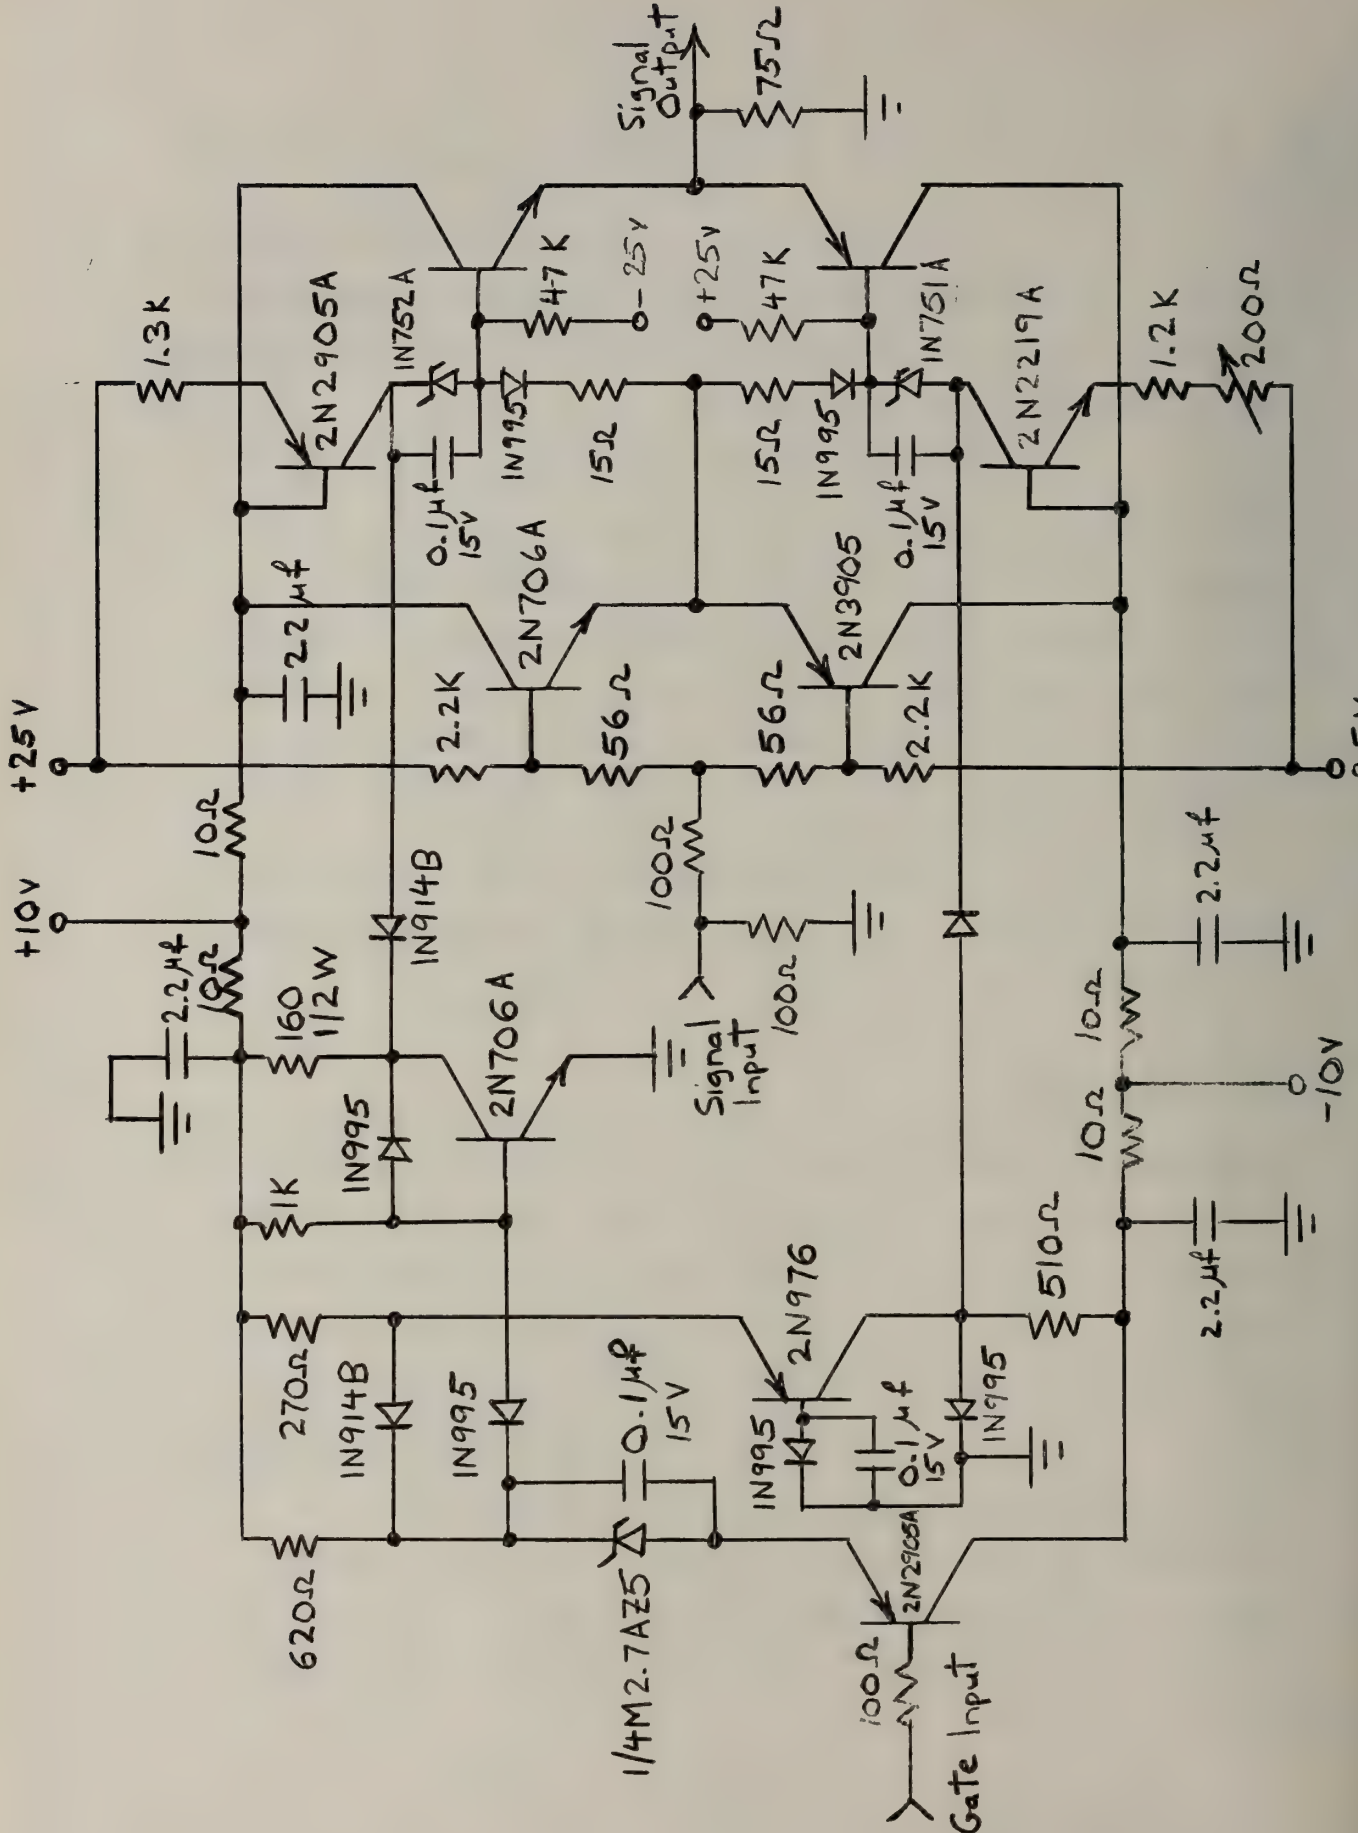 Signal
Output
75Ω
1.3K
2N2905A
1N752A
47K
-25v
+25v
47K
1N751A
2N2219A
1.2K
200Ω
0.1µf
15V
1N995
15Ω
15Ω
1N995
0.1µf
15V
22µf
2N706A
2N3905
+25V
2.2K
56Ω
56Ω
2.2K
+10V
10Ω
1N914B
100Ω
100Ω
Signal
Input
2.2µf
2.2µf
10Ω
160
1/2W
2N706A
10Ω
10Ω
-10V
1K
1N995
270Ω
1N914B
1N995
0.1µf
15V
2N976
1N995
0.1µf
15V
1N995
510Ω
2.2µf
620Ω
1/4M2.7AZ5
2N2905A
100Ω
Gate Input